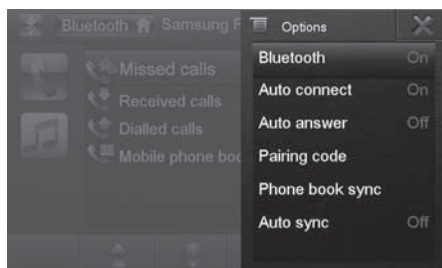 Bluetooth Samsung
Missed calls
Received calls
Dialled calls
Mobile phone
Options
Bluetooth On
Auto connect On
Auto answer Off
Pairing code
Phone book sync
Auto sync Off